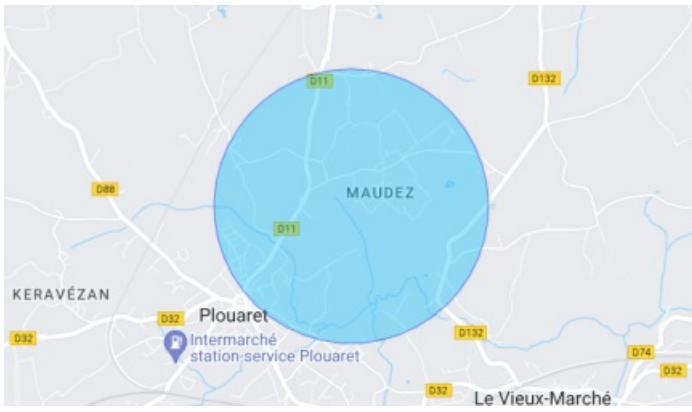 D11
D132
D88
MAUDEZ
D11
KERAVÉZAN
Plouaret
D32
D32
Intermarché
station-service Plouaret
D132
D74
D32
D32
Le Vieux-Marché